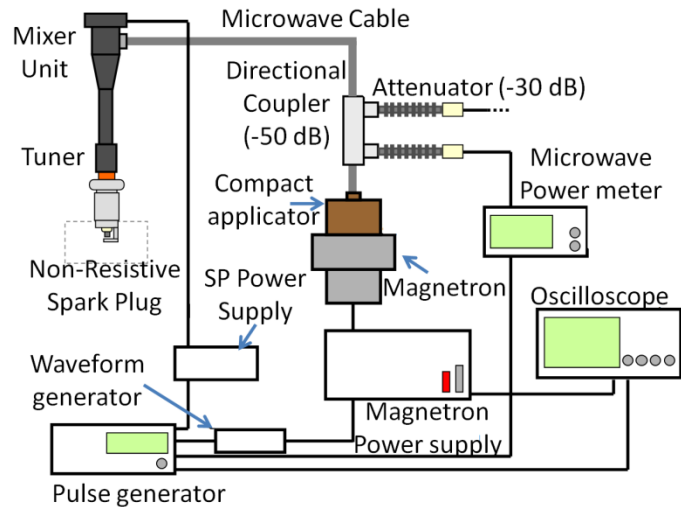 Microwave Cable
Mixer
Unit
Directional
Coupler
(-50 dB)
Attenuator (-30 dB)
Tuner
Microwave
Power meter
Compact
applicator
Non-Resistive
Spark Plug
SP Power
Supply
Magnetron
Oscilloscope
Waveform
generator
Magnetron
Power supply
Pulse generator